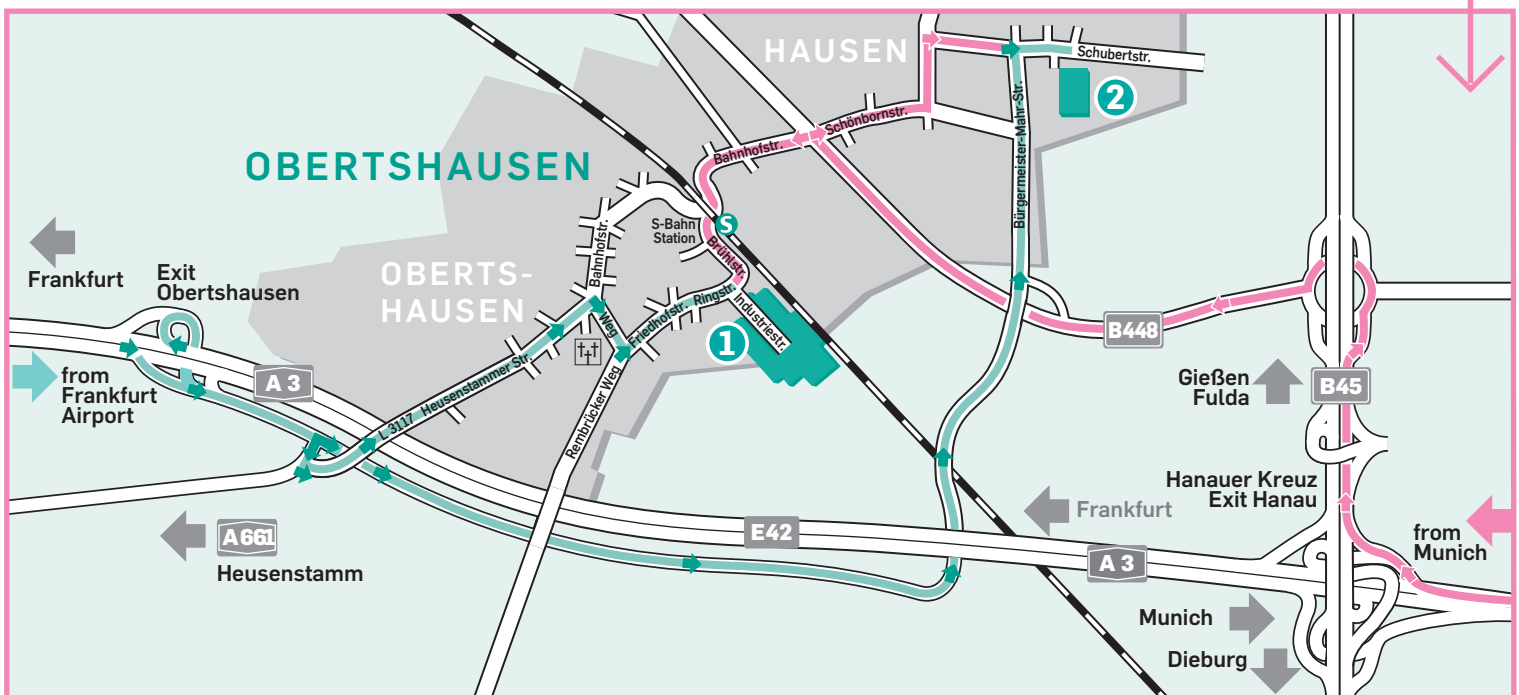 HAUSEN
Schubertstr.
2
Schönbornstr.
Bahnhofstr.
Bürgermeister-Mahr-Str.
OBERTSHAUSEN
S-Bahn
Station
S
Brühlstr.
Bahnhofstr.
Frankfurt
Exit
Obertshausen
OBERTS-
HAUSEN
Weg
Friedhofstr.
Ringstr.
Industriestr.
1
B448
from
Frankfurt
Airport
A 3
L 3117
Heusenstammer Str.
Rembrücker Weg
Gießen
Fulda
B45
Hanauer Kreuz
Exit Hanau
Frankfurt
from
Munich
A 661
Heusenstamm
E42
A 3
Munich
Dieburg